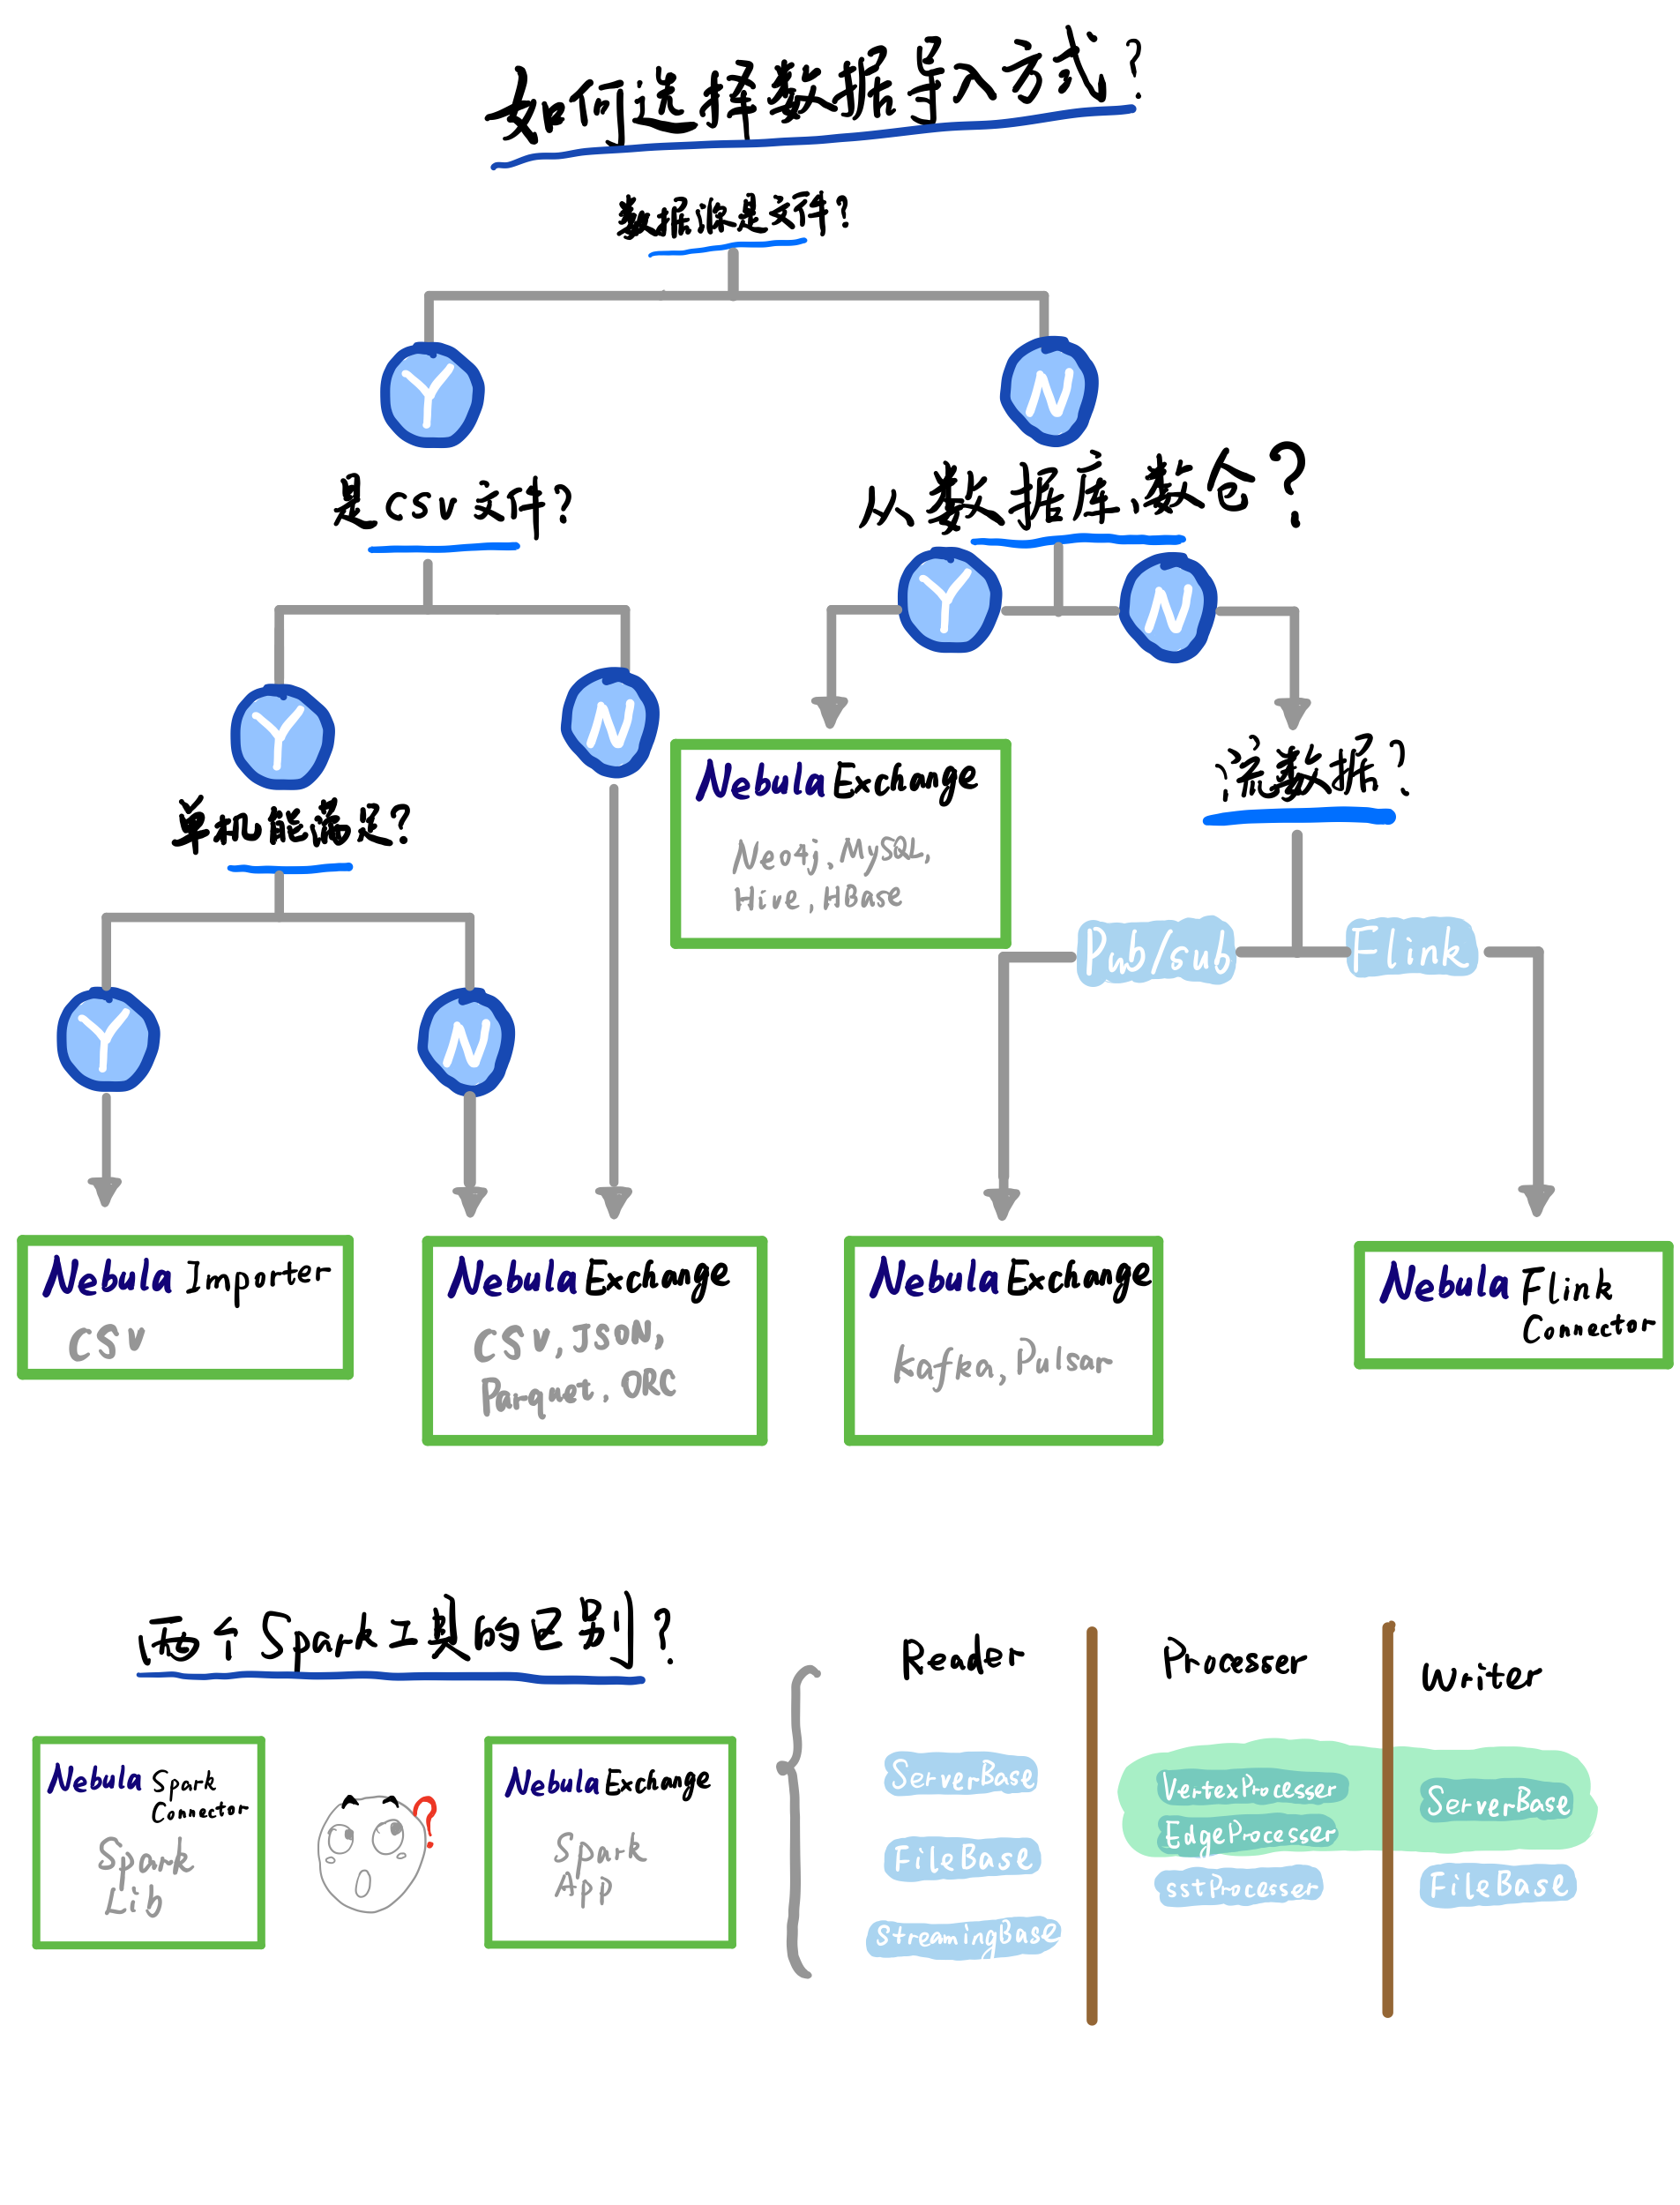 如何选择数据导入方式?
数据源是文件?
Y
N
是csv文件?
从数据库、数仓?
Y
N
Y
N
单机能满足?
Nebula Exchange
Neo4j, MySQL,
Hive, HBase
流数据?
Pub/sub
Flink
Y
N
Nebula Importer
CSV
Nebula Exchange
CSV, JSON,
Parquet, ORC
Nebula Exchange
Kafka, Pulsar
Nebula Flink
Connector
两个Spark工具的区别?
Nebula Spark
Connector
Spark
Lib
?
Nebula Exchange
Spark
App
Reader
Processer
Writer
ServerBase
FileBase
StreamingBase
VertexProcesser
EdgeProcesser
sstProcesser
ServerBase
FileBase